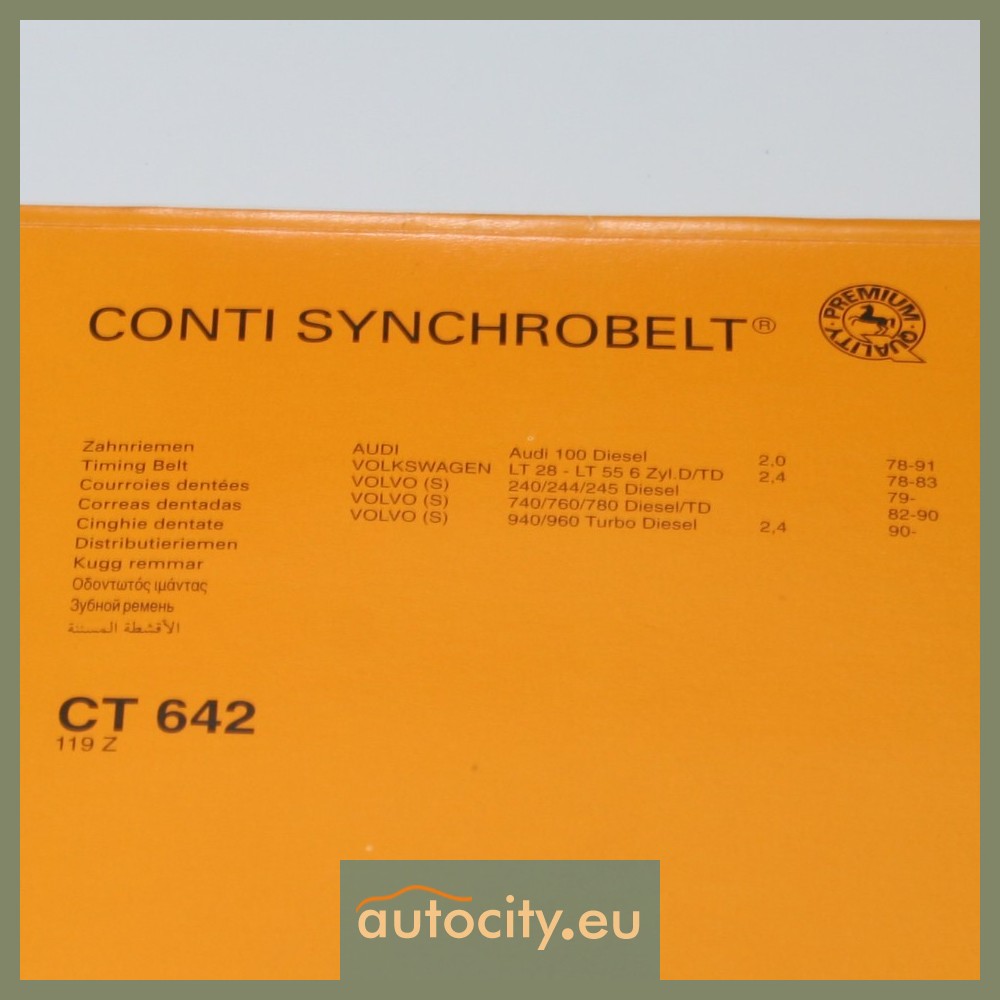 CONTI SYNCHROBELT®
PREMIUM · QUALITY ·
Zahnriemen
Timing Belt
Courroies dentées
Correas dentadas
Cinghie dentate
Distributieriemen
Kugg remmar
Οδοντωτός ιμάντας
Зубной ремень
الأقشطة المسننة
AUDI Audi 100 Diesel 2,0 78-91
VOLKSWAGEN LT 28 - LT 55 6 Zyl.D/TD 2,4 78-83
VOLVO (S) 240/244/245 Diesel 79-
VOLVO (S) 740/760/780 Diesel/TD 82-90
VOLVO (S) 940/960 Turbo Diesel 2,4 90-
CT 642
119 Z
autocity.eu